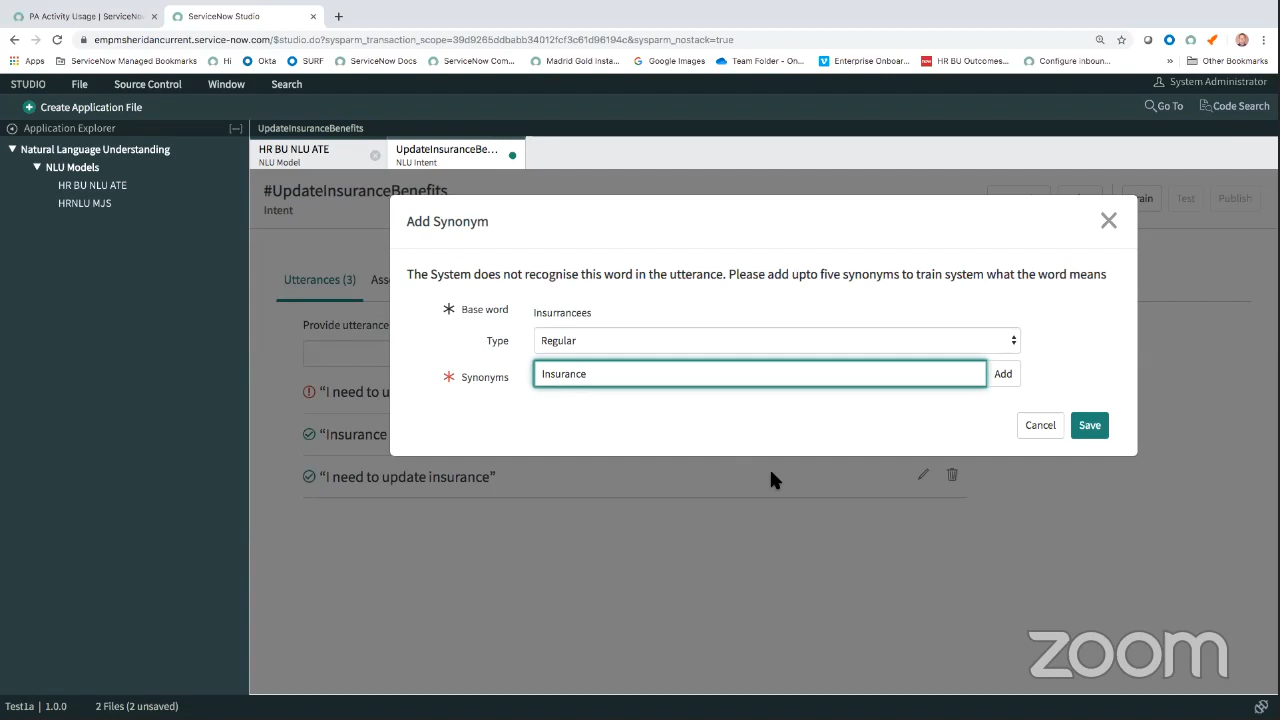 PA Activity Usage | ServiceNow
ServiceNow Studio
empmsheridancurrent.service-now.com/$studio.do?sysparm_transaction_scope=39d9265ddbabb34012fcf3c61d96194c&sysparm_nostack=true
Apps ServiceNow Managed Bookmarks Hi Okta SURF ServiceNow Docs ServiceNow Com... Madrid Gold Insta... Google Images Team Folder - On... Enterprise Onboar... HR BU Outcomes... Configure Inboun... » Other Bookmarks
STUDIO File Source Control Window Search System Administrator
Create Application File Go To Code Search
Application Explorer [--] UpdateInsuranceBenefits
Natural Language Understanding
NLU Models
HR BU NLU ATE
HRNLU MJS
HR BU NLU ATE
NLU Model
UpdateInsuranceBe...
NLU Intent
#UpdateInsuranceBenefits
Intent
rain Test Publish
Utterances (3) Ass
Provide utterance
"I need to u
"Insurance
"I need to update insurance"
Add Synonym
The System does not recognise this word in the utterance. Please add upto five synonyms to train system what the word means
Base word Insurrancees
Type Regular
Synonyms Insurance Add
Cancel Save
zoom
Test1a | 1.0.0 2 Files (2 unsaved)